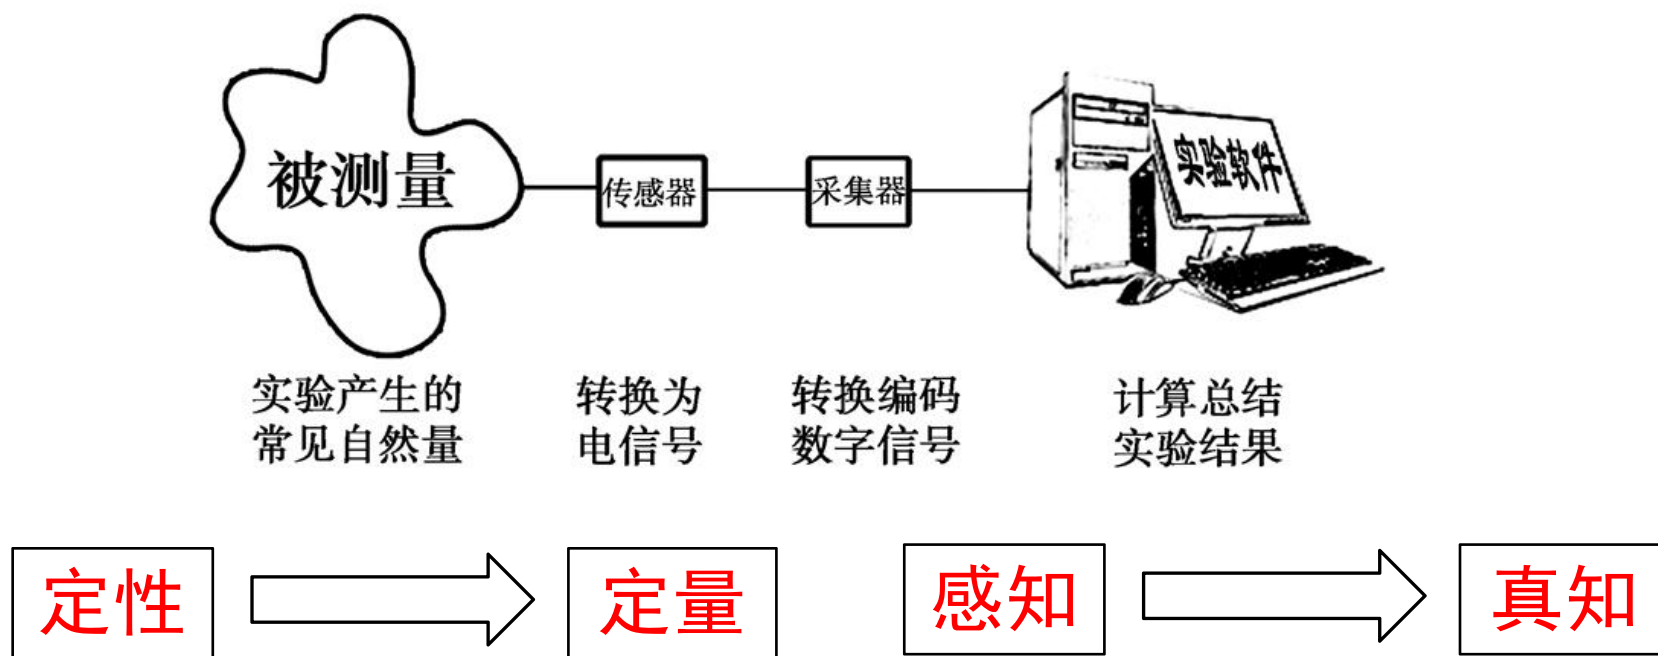 被测量
传感器
采集器
实验软件
实验产生的
常见自然量
转换为
电信号
转换编码
数字信号
计算总结
实验结果
定性
定量
感知
真知